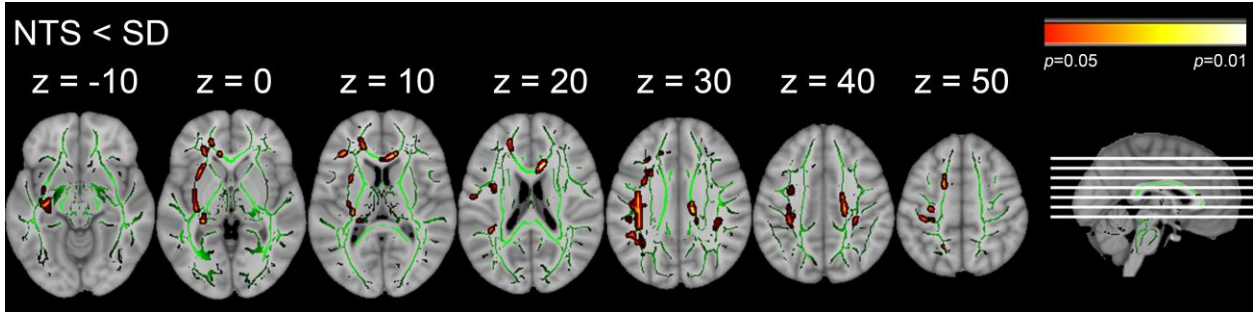 NTS < SD
z = -10 z = 0 z = 10 z = 20 z = 30 z = 40 z = 50
p=0.05 p=0.01